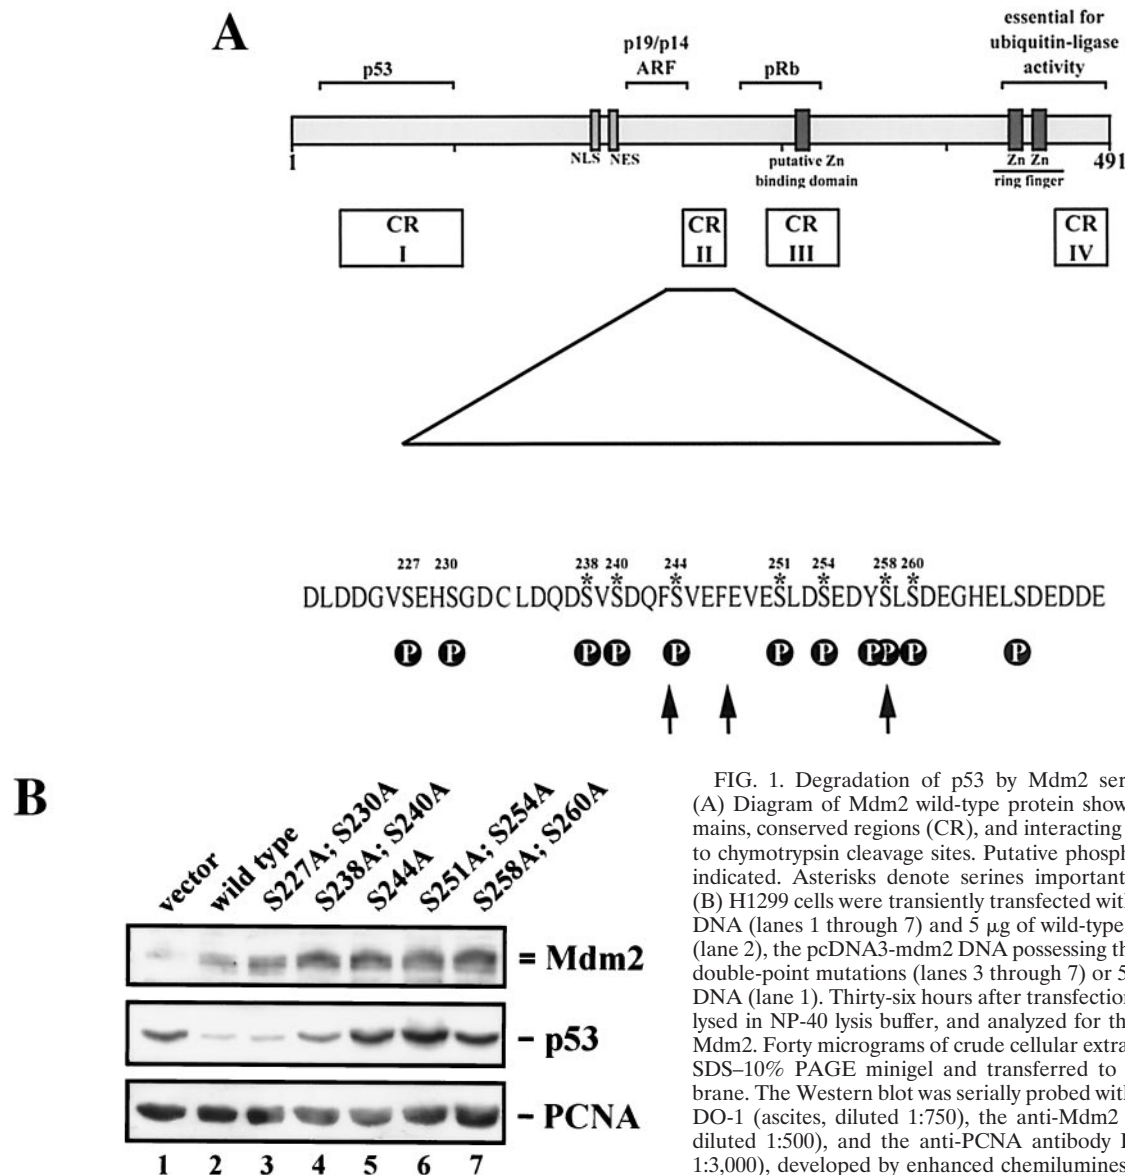 A
p53
p19/p14
ARF
pRb
essential for
ubiquitin-ligase
activity
1
NLS
NES
putative Zn
binding domain
Zn Zn
ring finger
491
CR
I
CR
II
CR
III
CR
IV
227 230 238 240 244 251 254 258 260
* * * * * * *
DLDDGVSEHSGDCLDQDSVSDQFSVEFEVESLDSEDYSLSDEGHELSDEDDE
P P P P P P P P P P P
B
vector
wild type
S227A; S230A
S238A; S240A
S244A
S251A; S254A
S258A; S260A
= Mdm2
– p53
– PCNA
1 2 3 4 5 6 7
FIG. 1. Degradation of p53 by Mdm2 seri
(A) Diagram of Mdm2 wild-type protein show
mains, conserved regions (CR), and interacting
to chymotrypsin cleavage sites. Putative phosph
indicated. Asterisks denote serines important
(B) H1299 cells were transiently transfected with
DNA (lanes 1 through 7) and 5 μg of wild-type
(lane 2), the pcDNA3-mdm2 DNA possessing th
double-point mutations (lanes 3 through 7) or 5
DNA (lane 1). Thirty-six hours after transfection
lysed in NP-40 lysis buffer, and analyzed for th
Mdm2. Forty micrograms of crude cellular extra
SDS–10% PAGE minigel and transferred to
brane. The Western blot was serially probed with
DO-1 (ascites, diluted 1:750), the anti-Mdm2
diluted 1:500), and the anti-PCNA antibody
1:3,000), developed by enhanced chemilumines